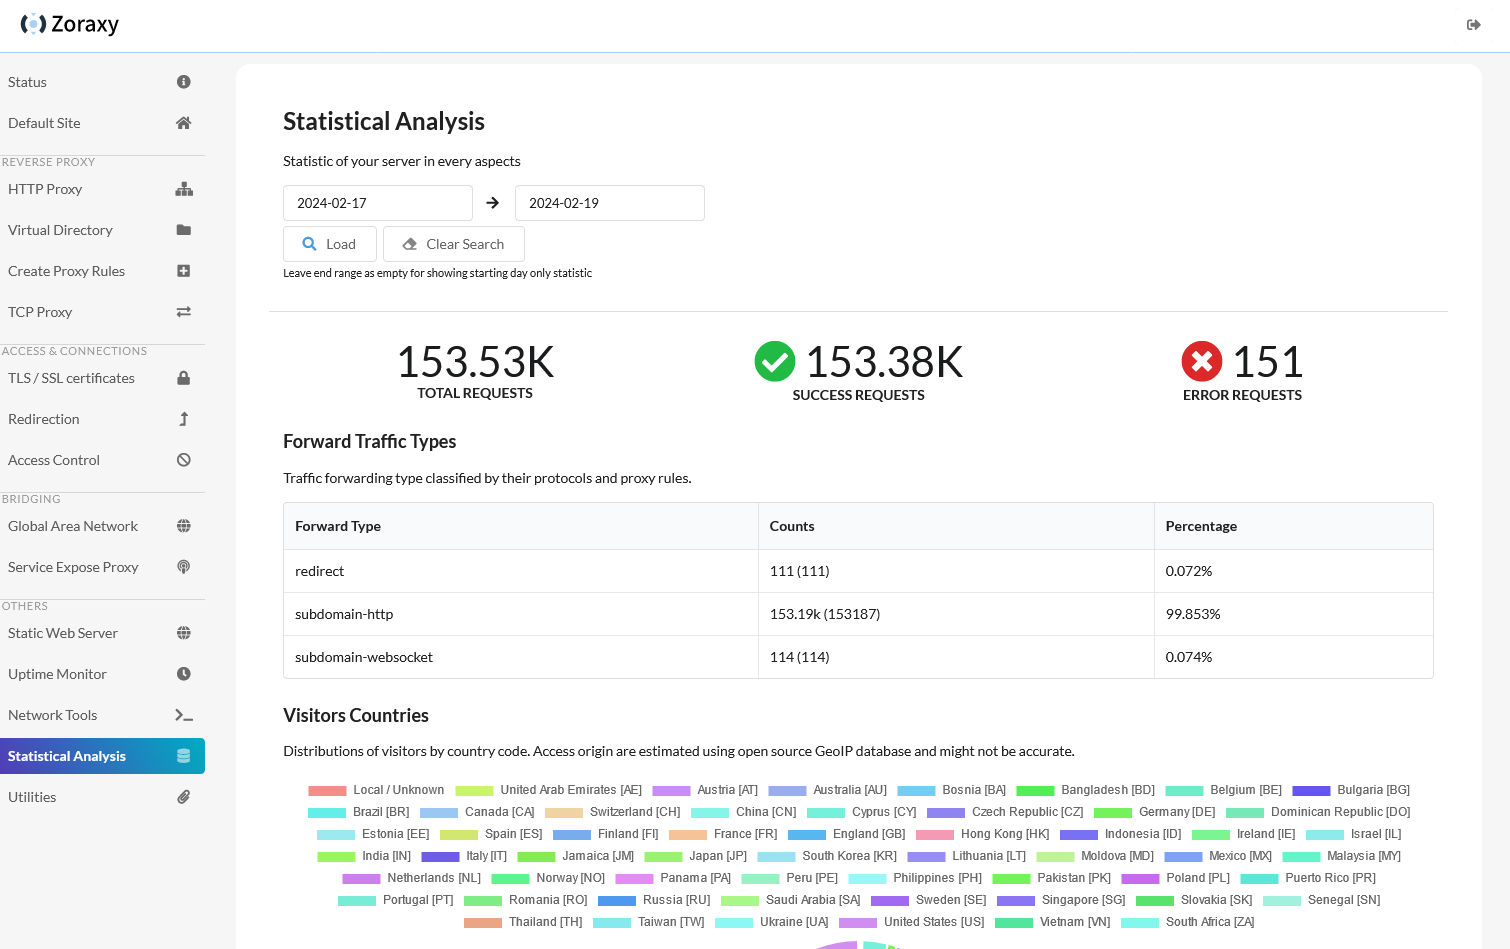 Zoraxy
Status
Default Site
REVERSE PROXY
HTTP Proxy
Virtual Directory
Create Proxy Rules
TCP Proxy
ACCESS & CONNECTIONS
TLS / SSL certificates
Redirection
Access Control
BRIDGING
Global Area Network
Service Expose Proxy
OTHERS
Static Web Server
Uptime Monitor
Network Tools
Statistical Analysis
Utilities
Statistical Analysis
Statistic of your server in every aspects
2024-02-17 2024-02-19
Load Clear Search
Leave end range as empty for showing starting day only statistic
153.53K 153.38K 151
TOTAL REQUESTS SUCCESS REQUESTS ERROR REQUESTS
Forward Traffic Types
Traffic forwarding type classified by their protocols and proxy rules.
Forward Type Counts Percentage
redirect 111 (111) 0.072%
subdomain-http 153.19k (153187) 99.853%
subdomain-websocket 114 (114) 0.074%
Visitors Countries
Distributions of visitors by country code. Access origin are estimated using open source GeoIP database and might not be accurate.
Local / Unknown United Arab Emirates [AE] Austria [AT] Australia [AU] Bosnia [BA] Bangladesh [BD] Belgium [BE] Bulgaria [BG]
Brazil [BR] Canada [CA] Switzerland [CH] China [CN] Cyprus [CY] Czech Republic [CZ] Germany [DE] Dominican Republic [DO]
Estonia [EE] Spain [ES] Finland [FI] France [FR] England [GB] Hong Kong [HK] Indonesia [ID] Ireland [IE] Israel [IL]
India [IN] Italy [IT] Jamaica [JM] Japan [JP] South Korea [KR] Lithuania [LT] Moldova [MD] Mexico [MX] Malaysia [MY]
Netherlands [NL] Norway [NO] Panama [PA] Peru [PE] Philippines [PH] Pakistan [PK] Poland [PL] Puerto Rico [PR]
Portugal [PT] Romania [RO] Russia [RU] Saudi Arabia [SA] Sweden [SE] Singapore [SG] Slovakia [SK] Senegal [SN]
Thailand [TH] Taiwan [TW] Ukraine [UA] United States [US] Vietnam [VN] South Africa [ZA]